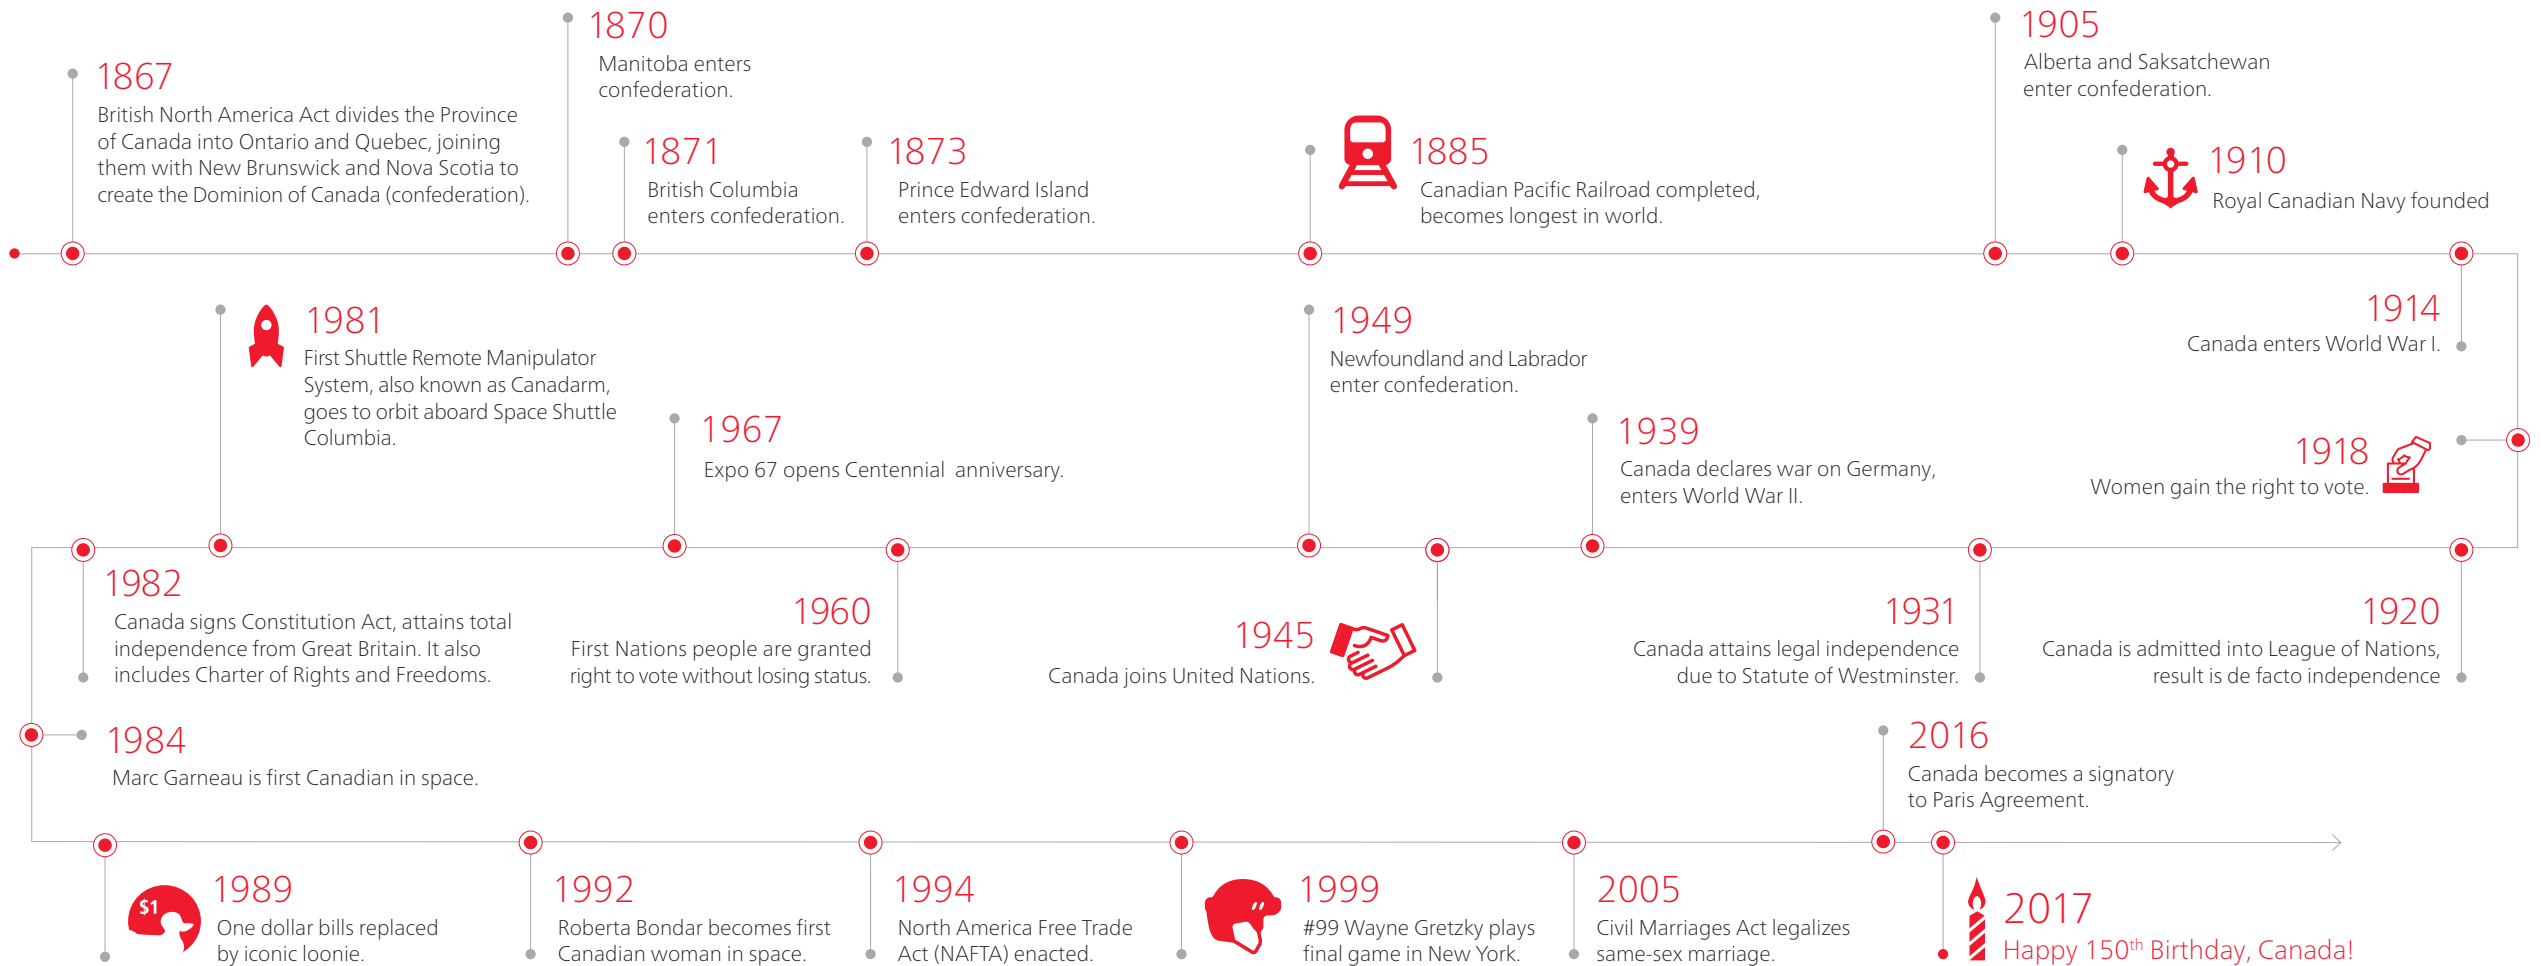 1867
British North America Act divides the Province
of Canada into Ontario and Quebec, joining
them with New Brunswick and Nova Scotia to
create the Dominion of Canada (confederation).
1870
Manitoba enters
confederation.
1871
British Columbia
enters confederation.
1873
Prince Edward Island
enters confederation.
1885
Canadian Pacific Railroad completed,
becomes longest in world.
1905
Alberta and Saksatchewan
enter confederation.
1910
Royal Canadian Navy founded
1914
Canada enters World War I.
1918
Women gain the right to vote.
1920
Canada is admitted into League of Nations,
result is de facto independence
1931
Canada attains legal independence
due to Statute of Westminster.
1939
Canada declares war on Germany,
enters World War II.
1945
Canada joins United Nations.
1949
Newfoundland and Labrador
enter confederation.
1960
First Nations people are granted
right to vote without losing status.
1967
Expo 67 opens Centennial anniversary.
1981
First Shuttle Remote Manipulator
System, also known as Canadarm,
goes to orbit aboard Space Shuttle
Columbia.
1982
Canada signs Constitution Act, attains total
independence from Great Britain. It also
includes Charter of Rights and Freedoms.
1984
Marc Garneau is first Canadian in space.
$1
1989
One dollar bills replaced
by iconic loonie.
1992
Roberta Bondar becomes first
Canadian woman in space.
1994
North America Free Trade
Act (NAFTA) enacted.
1999
#99 Wayne Gretzky plays
final game in New York.
2005
Civil Marriages Act legalizes
same-sex marriage.
2016
Canada becomes a signatory
to Paris Agreement.
2017
Happy 150th Birthday, Canada!